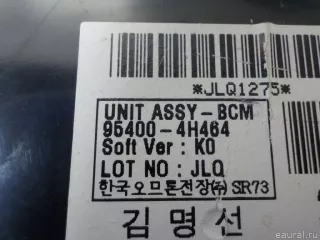 *JLQ1275*
UNIT ASSY-BCM
95400-4H464
Soft Ver : K0
LOT NO : JLQ
한국오므론전장㈜ SIR73
김명선
eaural.ru